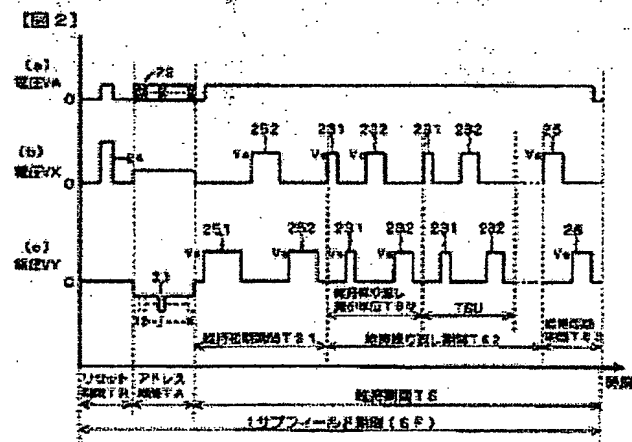 【図2】
(a)
電圧VA
22
0
(b)
電圧VX
24
252 231 232 231 232 25
Vs Vs Vs Vs
0
(c)
電圧VY
251 252 231 232 231 232 25
Vs Vs Vs Vs
0
21
TSU
維持初期期間TS1
維持繰り返し期間TS2
時間
リセット アドレス
期間TR 期間TA
維持期間TS
1サブフィールド期間(SF)